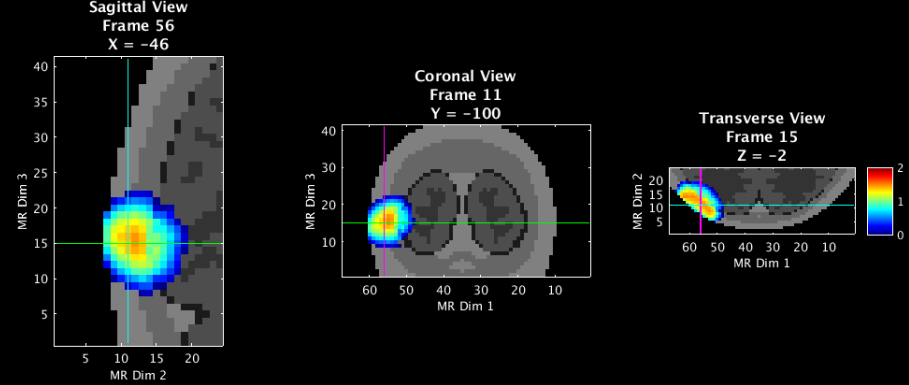 Sagittal View
Frame 56
X = -46
MR Dim 3
40
35
30
25
20
15
10
5
5 10 15 20
MR Dim 2
Coronal View
Frame 11
Y = -100
MR Dim 3
40
30
20
10
60 50 40 30 20 10
MR Dim 1
Transverse View
Frame 15
Z = -2
MR Dim 2
20
15
10
5
60 50 40 30 20 10
MR Dim 1
2
1
0